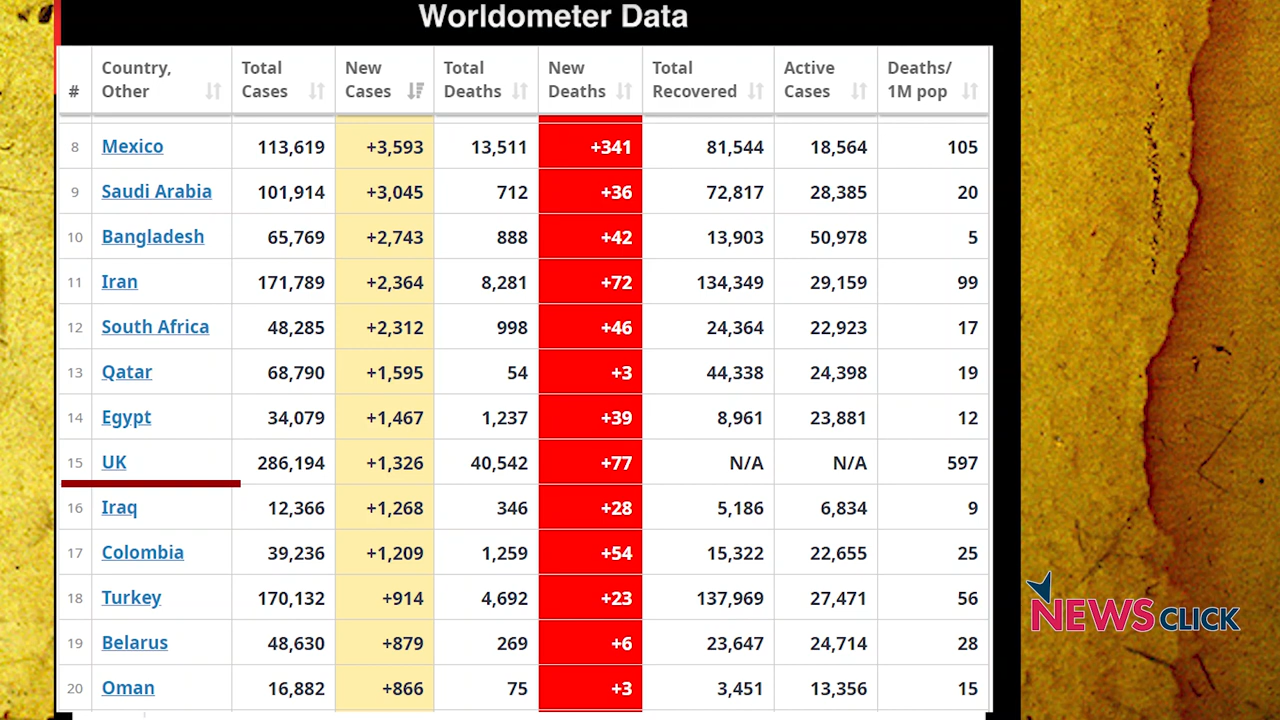 Worldometer Data
# Country, Other Total Cases New Cases Total Deaths New Deaths Total Recovered Active Cases Deaths/ 1M pop
8 Mexico 113,619 +3,593 13,511 +341 81,544 18,564 105
9 Saudi Arabia 101,914 +3,045 712 +36 72,817 28,385 20
10 Bangladesh 65,769 +2,743 888 +42 13,903 50,978 5
11 Iran 171,789 +2,364 8,281 +72 134,349 29,159 99
12 South Africa 48,285 +2,312 998 +46 24,364 22,923 17
13 Qatar 68,790 +1,595 54 +3 44,338 24,398 19
14 Egypt 34,079 +1,467 1,237 +39 8,961 23,881 12
15 UK 286,194 +1,326 40,542 +77 N/A N/A 597
16 Iraq 12,366 +1,268 346 +28 5,186 6,834 9
17 Colombia 39,236 +1,209 1,259 +54 15,322 22,655 25
18 Turkey 170,132 +914 4,692 +23 137,969 27,471 56
19 Belarus 48,630 +879 269 +6 23,647 24,714 28
20 Oman 16,882 +866 75 +3 3,451 13,356 15
NEWSCLICK